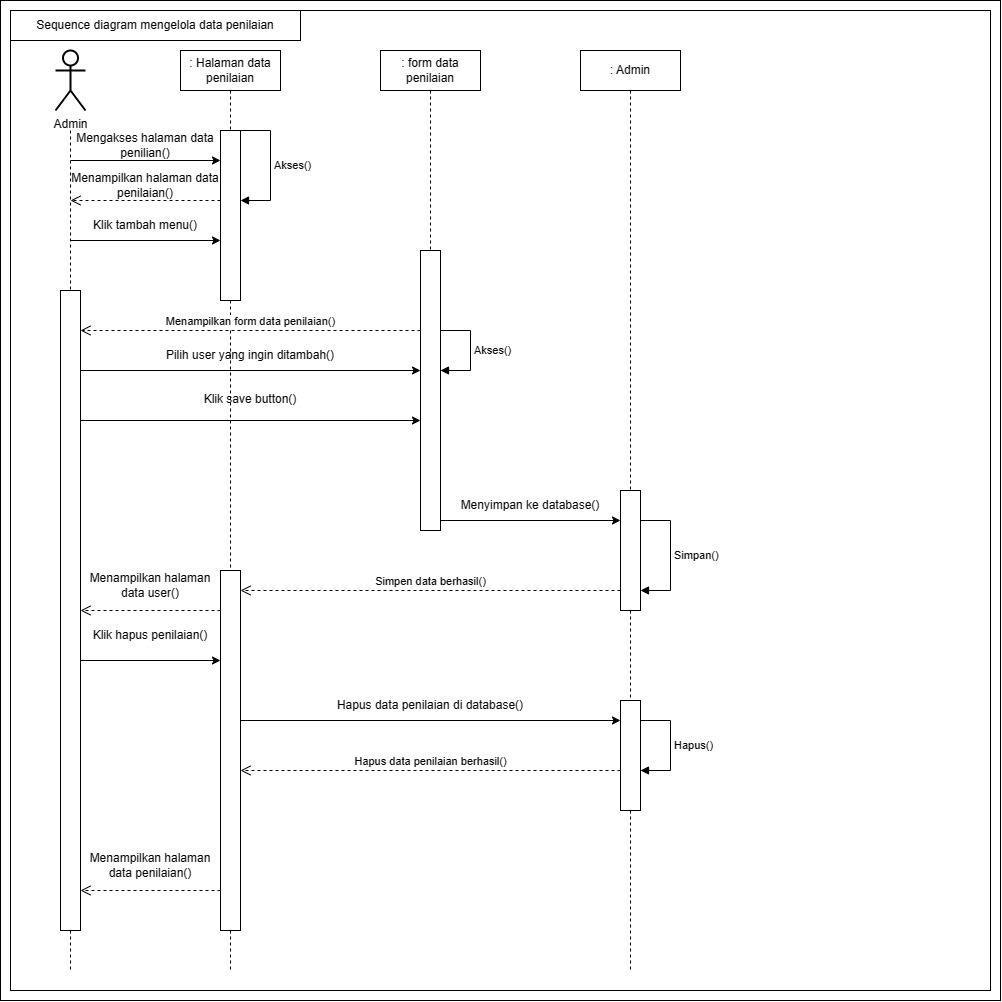 Sequence diagram mengelola data penilaian
: Halaman data
penilaian
: form data
penilaian
: Admin
Admin
Mengakses halaman data
penilian()
Akses()
Menampilkan halaman data
penilaian()
Klik tambah menu()
Menampilkan form data penilaian()
Akses()
Pilih user yang ingin ditambah()
Klik save button()
Menyimpan ke database()
Simpan()
Simpen data berhasil()
Menampilkan halaman
data user()
Klik hapus penilaian()
Hapus data penilaian di database()
Hapus()
Hapus data penilaian berhasil()
Menampilkan halaman
data penilaian()